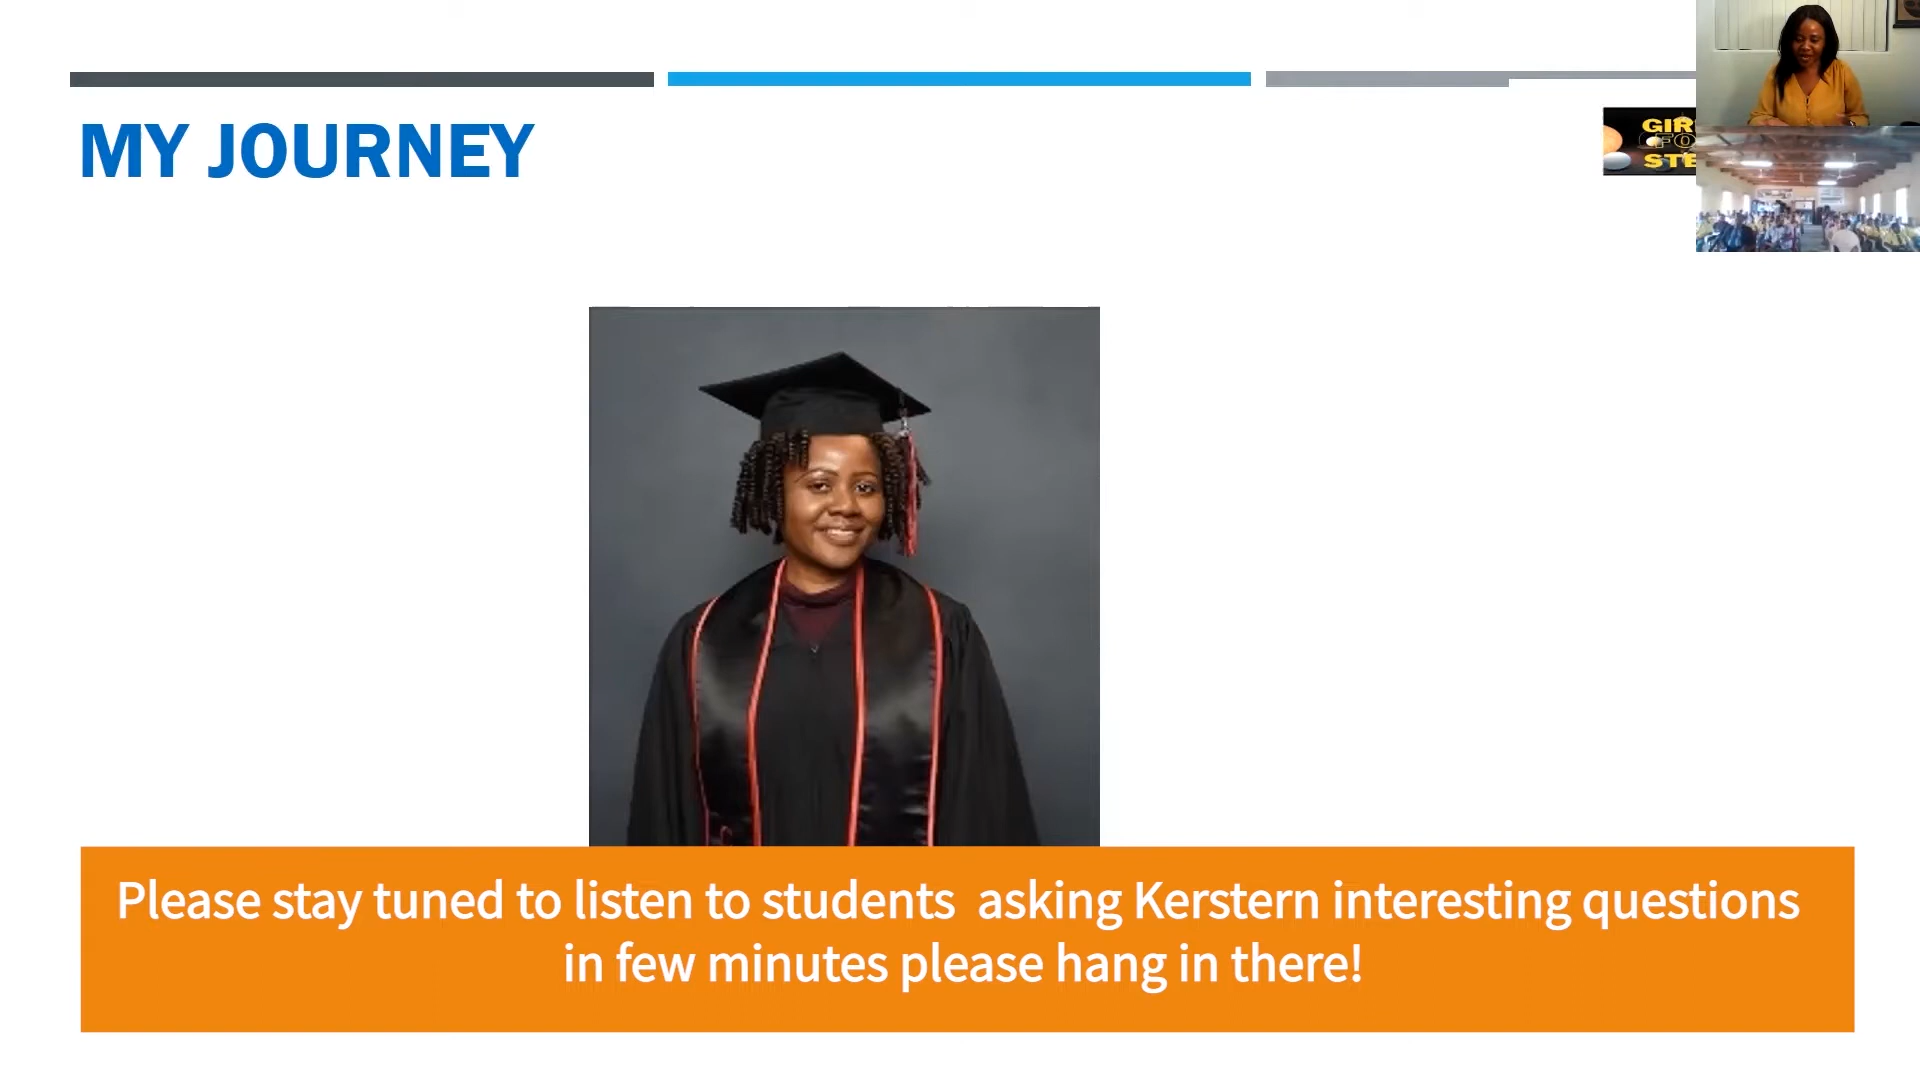 MY JOURNEY
Please stay tuned to listen to students  asking Kerstern interesting questions
in few minutes please hang in there!